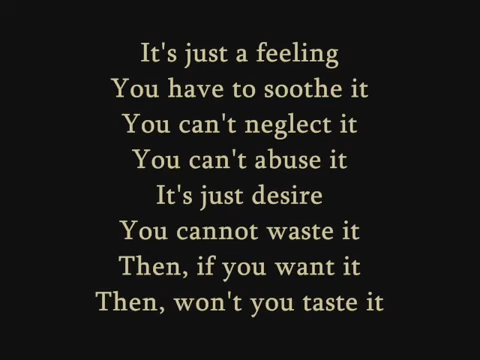 It's just a feeling
You have to soothe it
You can't neglect it
You can't abuse it
It's just desire
You cannot waste it
Then, if you want it
Then, won't you taste it